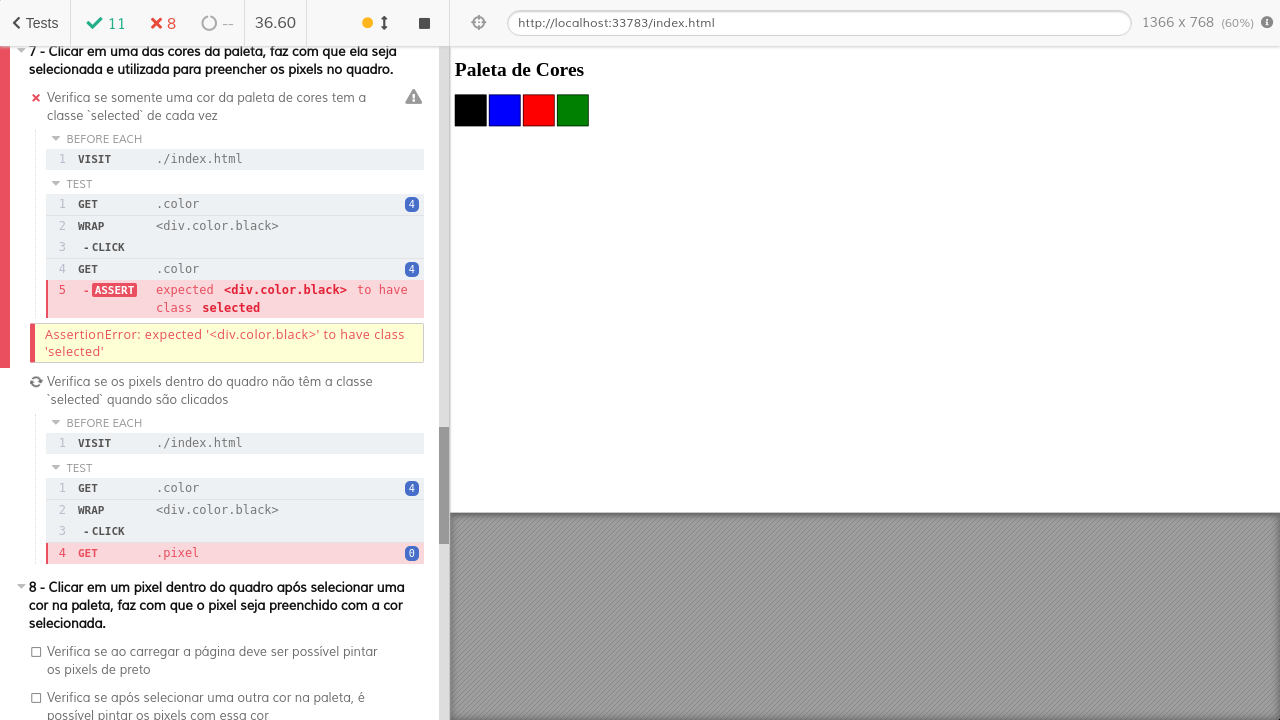 Tests
11
8
--
36.60
http://localhost:33783/index.html
1366 x 768 (60%)
7 - Clicar em uma das cores da paleta, faz com que ela seja
selecionada e utilizada para preencher os pixels no quadro.
Verifica se somente uma cor da paleta de cores tem a
classe `selected` de cada vez
BEFORE EACH
1 VISIT ./index.html
TEST
1 GET .color 4
2 WRAP <div.color.black>
3 -CLICK
4 GET .color 4
5 -ASSERT expected <div.color.black> to have
class selected
AssertionError: expected '<div.color.black>' to have class
'selected'
Verifica se os pixels dentro do quadro não têm a classe
`selected` quando são clicados
BEFORE EACH
1 VISIT ./index.html
TEST
1 GET .color 4
2 WRAP <div.color.black>
3 -CLICK
4 GET .pixel 0
8 - Clicar em um pixel dentro do quadro após selecionar uma
cor na paleta, faz com que o pixel seja preenchido com a cor
selecionada.
Verifica se ao carregar a página deve ser possível pintar
os pixels de preto
Verifica se após selecionar uma outra cor na paleta, é
possível pintar os pixels com essa cor
Paleta de Cores